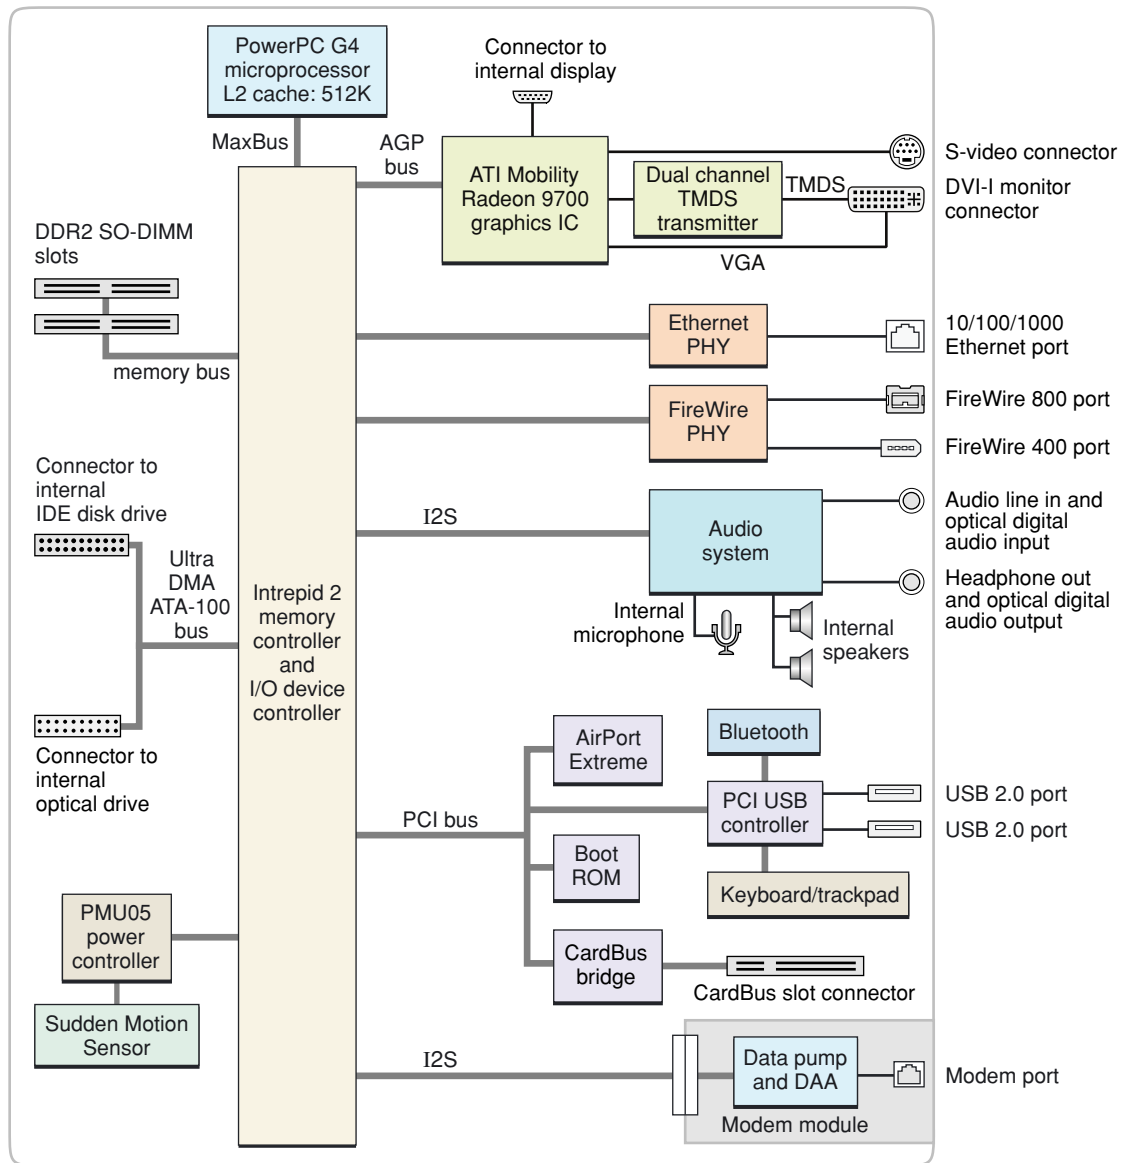 PowerPC G4
microprocessor
L2 cache: 512K
Connector to
internal display
MaxBus
AGP
bus
ATI Mobility
Radeon 9700
graphics IC
Dual channel
TMDS
transmitter
TMDS
VGA
S-video connector
DVI-I monitor
connector
DDR2 SO-DIMM
slots
memory bus
Ethernet
PHY
10/100/1000
Ethernet port
FireWire
PHY
FireWire 800 port
FireWire 400 port
Connector to
internal
IDE disk drive
Ultra
DMA
ATA-100
bus
Connector to
internal
optical drive
Intrepid 2
memory
controller
and
I/O device
controller
I2S
Audio
system
Audio line in and
optical digital
audio input
Headphone out
and optical digital
audio output
Internal
microphone
Internal
speakers
PCI bus
AirPort
Extreme
Bluetooth
PCI USB
controller
USB 2.0 port
USB 2.0 port
Boot
ROM
Keyboard/trackpad
CardBus
bridge
CardBus slot connector
PMU05
power
controller
Sudden Motion
Sensor
I2S
Data pump
and DAA
Modem module
Modem port